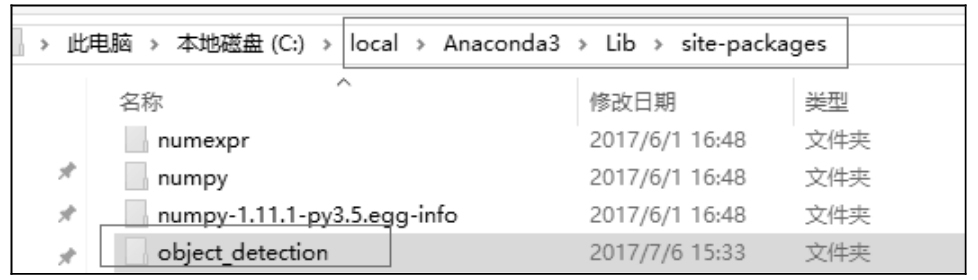 > 此电脑 > 本地磁盘 (C:) > local > Anaconda3 > Lib > site-packages
名称 修改日期 类型
numexpr 2017/6/1 16:48 文件夹
numpy 2017/6/1 16:48 文件夹
numpy-1.11.1-py3.5.egg-info 2017/6/1 16:48 文件夹
object_detection 2017/7/6 15:33 文件夹